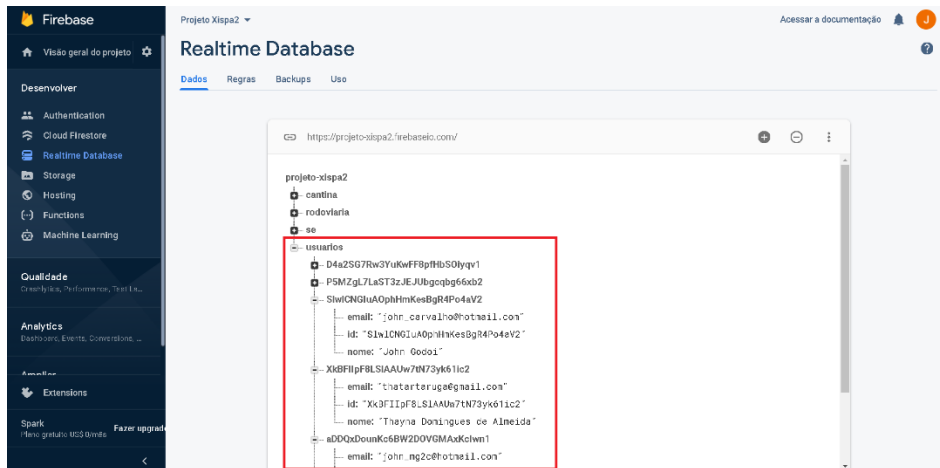 Firebase
Projeto Xispa2
Acessar a documentação
J
Visão geral do projeto
Realtime Database
?
Dados Regras Backups Uso
Desenvolver
Authentication
Cloud Firestore
Realtime Database
Storage
Hosting
Functions
Machine Learning
https://projeto-xispa2.firebaseio.com/
projeto-xispa2
cantina
rodoviaria
se
usuarios
D4a2SG7Rw3YuKwFF8pfHbSOlyqv1
P5MZgL7LaST3zJEJUbgcqbg66xb2
SlwlCNGIuAOphHmKesBgR4Po4aV2
email: "john_carvalho@hotmail.com"
id: "SlwlCNGIuAOphHmKesBgR4Po4aV2"
nome: "John Godoi"
XkBFIIpF8LSlAAUw7tN73yk61ic2
email: "thatartaruga@gmail.com"
id: "XkBFIIpF8LSlAAUw7tN73yk61ic2"
nome: "Thayna Domingues de Almeida"
aDDQxDounKc6BW2DOVGMAxKclwn1
email: "john_mg2c@hotmail.com"
Qualidade
Crashlytics, Performance, Test La...
Analytics
Dashboard, Events, Conversions, ...
Extensions
Spark
Plano gratuito US$ 0/mês
Fazer upgrade